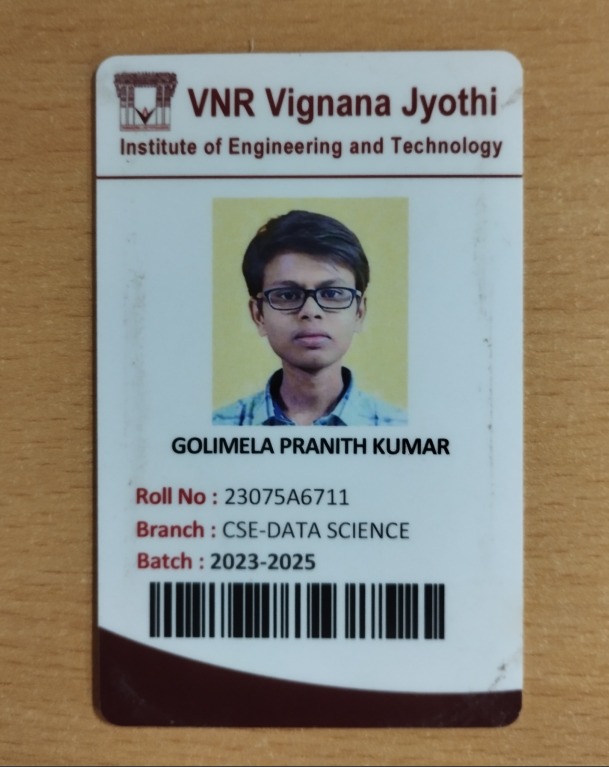 VNR Vignana Jyothi
Institute of Engineering and Technology
GOLIMELA PRANITH KUMAR
Roll No : 23075A6711
Branch : CSE-DATA SCIENCE
Batch : 2023-2025